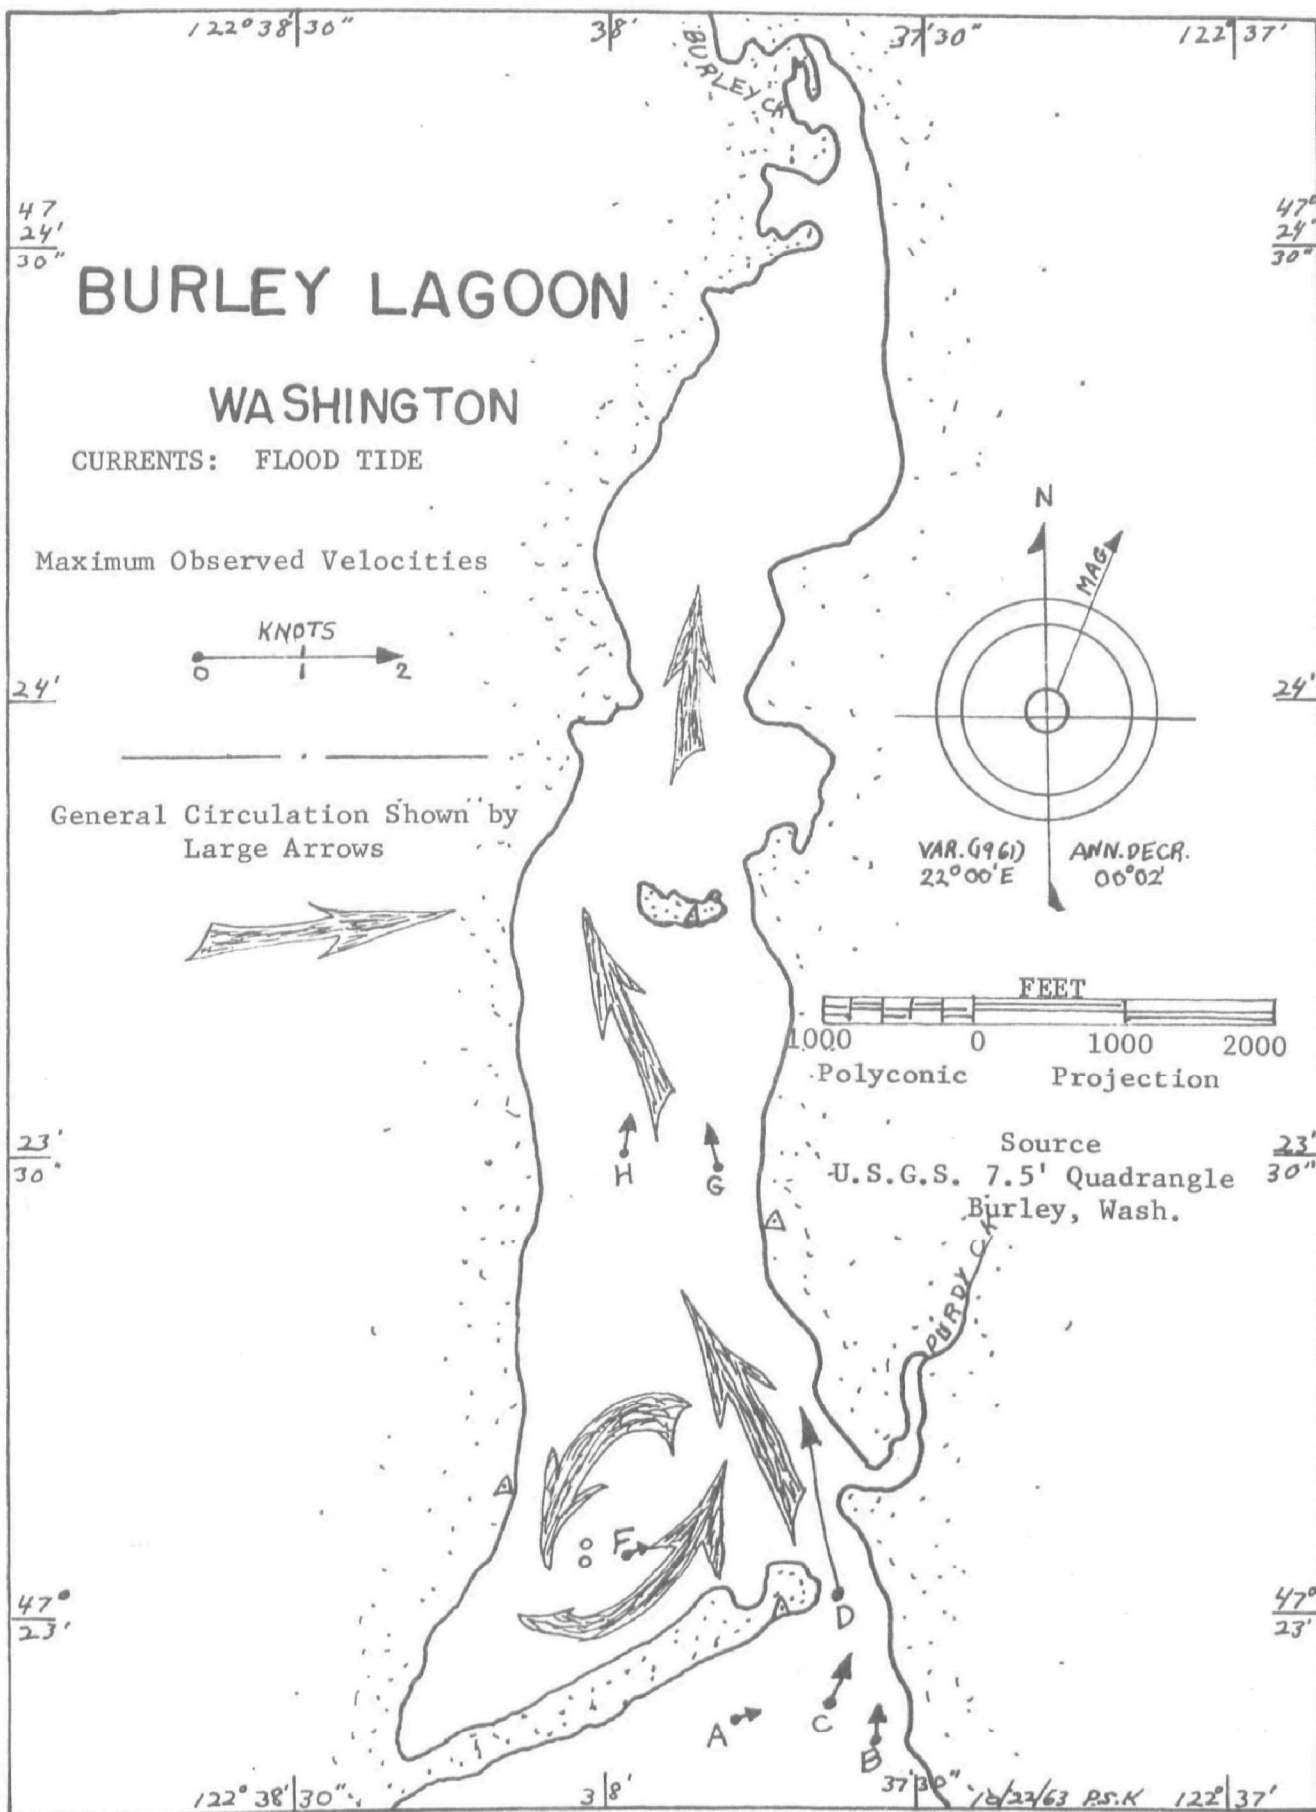 122° 38' 30" 38' 37' 30" 122° 37'
BURLEY CK
47 24' 30"
47° 24' 30"
BURLEY LAGOON
WASHINGTON
CURRENTS: FLOOD TIDE
Maximum Observed Velocities
KNOTS
0 1 2
N
MAG
24'
24'
General Circulation Shown by
Large Arrows
VAR.(1961) ANN.DECR.
22°00'E 00°02'
FEET
1000 0 1000 2000
Polyconic Projection
23' 30"
H G
Source
U.S.G.S. 7.5' Quadrangle
Burley, Wash.
23' 30"
PURDY CK
F
D
47° 23'
47° 23'
A C B
122° 38' 30" 38' 37' 30" 10/22/63 P.S.K 122° 37'